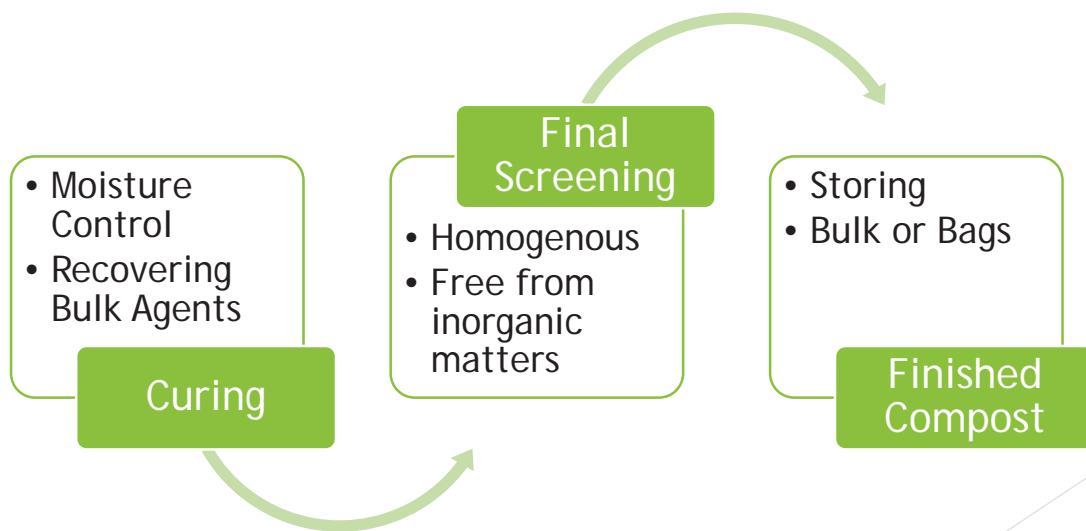 • Moisture
Control
• Recovering
Bulk Agents
Curing
Final
Screening
• Homogenous
• Free from
inorganic
matters
• Storing
• Bulk or Bags
Finished
Compost